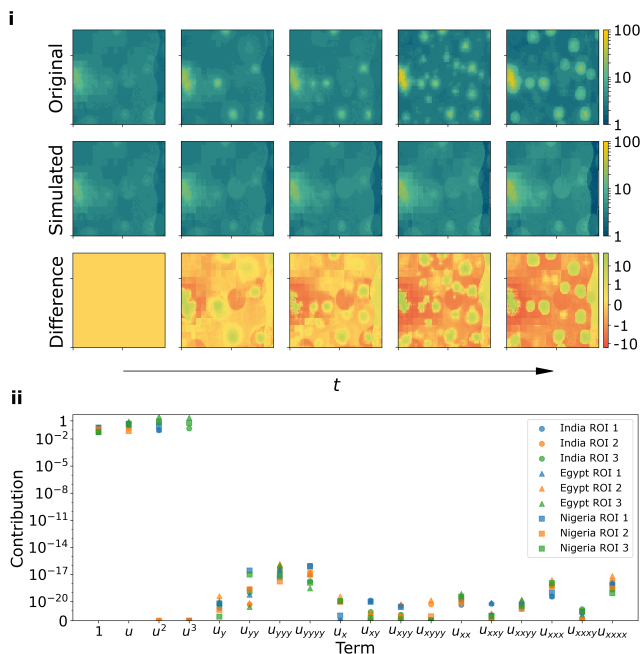 i
Original
100
10
1
Simulated
100
10
1
Difference
10
1
0
-1
-10
t
ii
Contribution
1
10⁻²
10⁻⁵
10⁻⁸
10⁻¹¹
10⁻¹⁴
10⁻¹⁷
10⁻²⁰
0
India ROI 1
India ROI 2
India ROI 3
Egypt ROI 1
Egypt ROI 2
Egypt ROI 3
Nigeria ROI 1
Nigeria ROI 2
Nigeria ROI 3
1 u u² u³ u_y u_yy u_yyy u_yyyy u_x u_xy u_xyy u_xyyy u_xx u_xxy u_xxyy u_xxx u_xxxy u_xxxx
Term